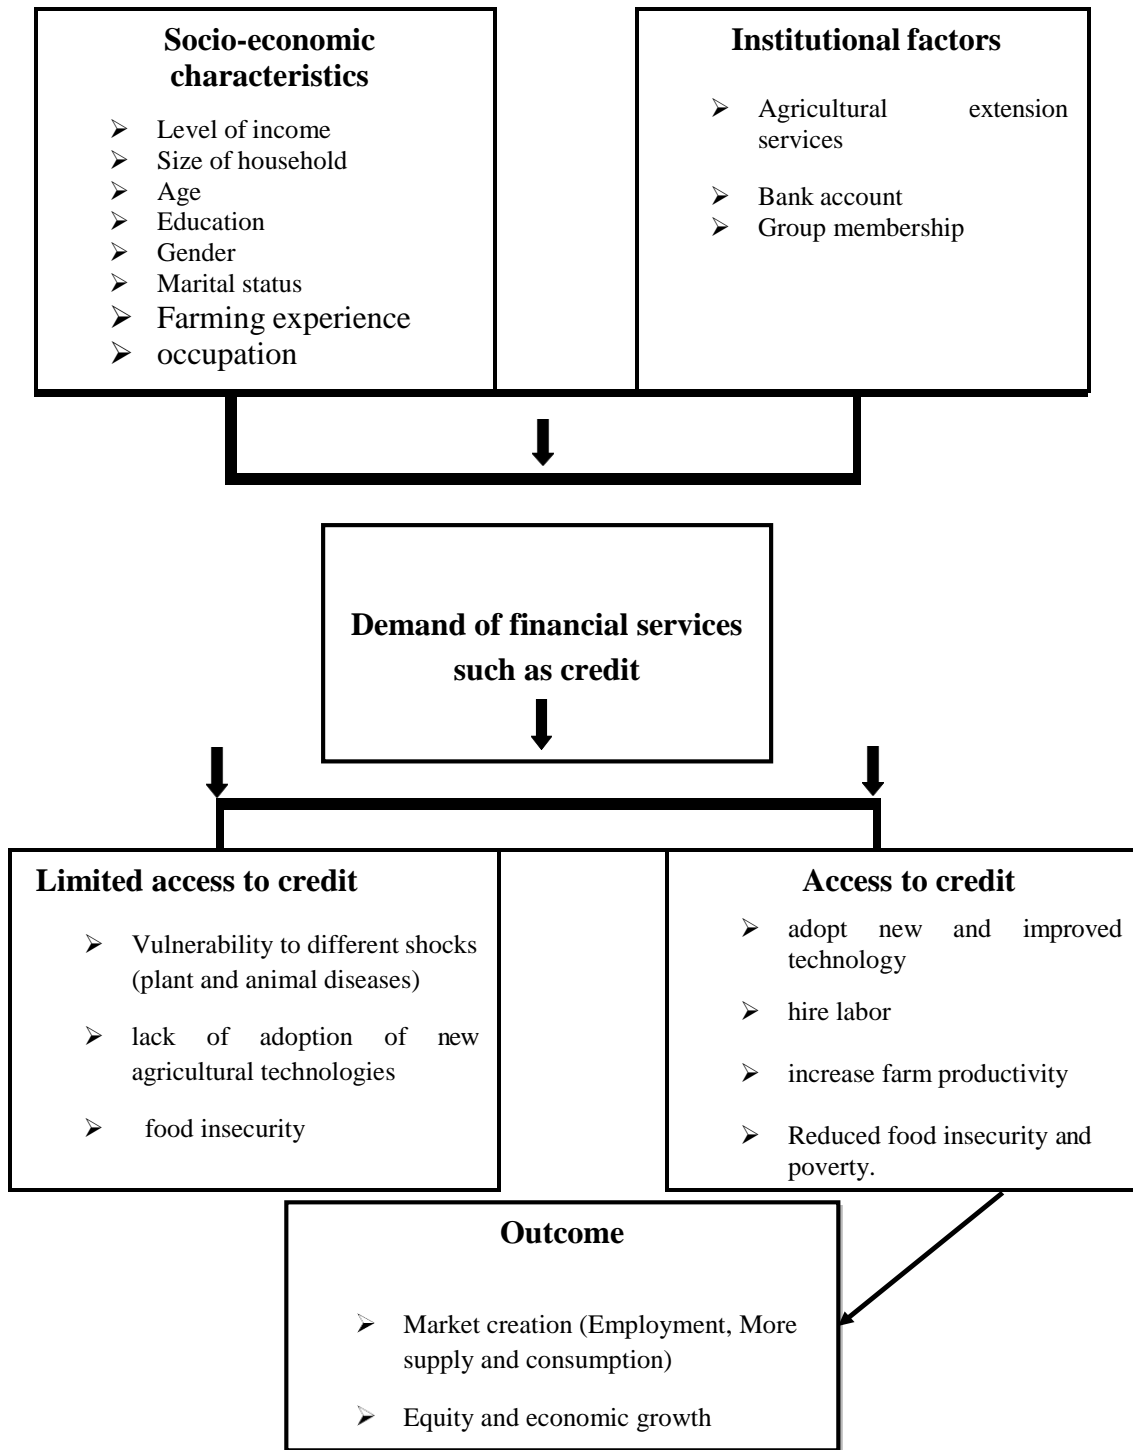 Socio-economic
characteristics
Level of income
Size of household
Age
Education
Gender
Marital status
Farming experience
occupation
Institutional factors
Agricultural extension
services
Bank account
Group membership
Demand of financial services
such as credit
Limited access to credit
Vulnerability to different shocks
(plant and animal diseases)
lack of adoption of new
agricultural technologies
food insecurity
Access to credit
adopt new and improved
technology
hire labor
increase farm productivity
Reduced food insecurity and
poverty.
Outcome
Market creation (Employment, More
supply and consumption)
Equity and economic growth